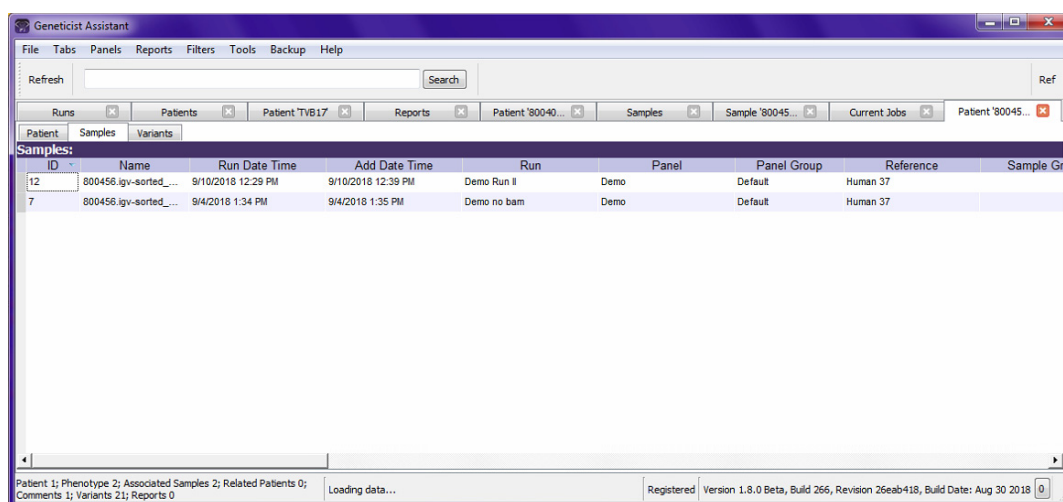 Geneticist Assistant
File Tabs Panels Reports Filters Tools Backup Help
Refresh Search Ref
Runs Patients Patient 'TVB17' Reports Patient '80040... Samples Sample '80045... Current Jobs Patient '80045...
Patient Samples Variants
Samples:
ID Name Run Date Time Add Date Time Run Panel Panel Group Reference Sample Gr
12 800456.igv-sorted_... 9/10/2018 12:29 PM 9/10/2018 12:39 PM Demo Run II Demo Default Human 37
7 800456.igv-sorted_... 9/4/2018 1:34 PM 9/4/2018 1:35 PM Demo no bam Demo Default Human 37
Patient 1; Phenotype 2; Associated Samples 2; Related Patients 0;
Comments 1; Variants 21; Reports 0
Loading data... Registered Version 1.8.0 Beta, Build 266, Revision 26eab418, Build Date: Aug 30 2018 0